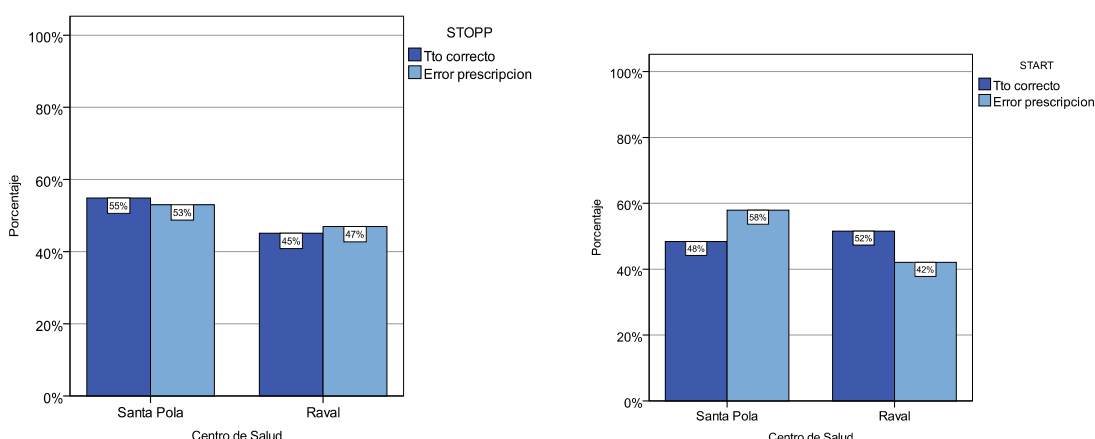 STOPP
Tto correcto
Error prescripcion
100%
80%
60%
40%
20%
0%
Porcentaje
55%
53%
45%
47%
Santa Pola
Raval
Centro de Salud
START
Tto correcto
Error prescripcion
100%
80%
60%
40%
20%
0%
Porcentaje
48%
58%
52%
42%
Santa Pola
Raval
Centro de Salud